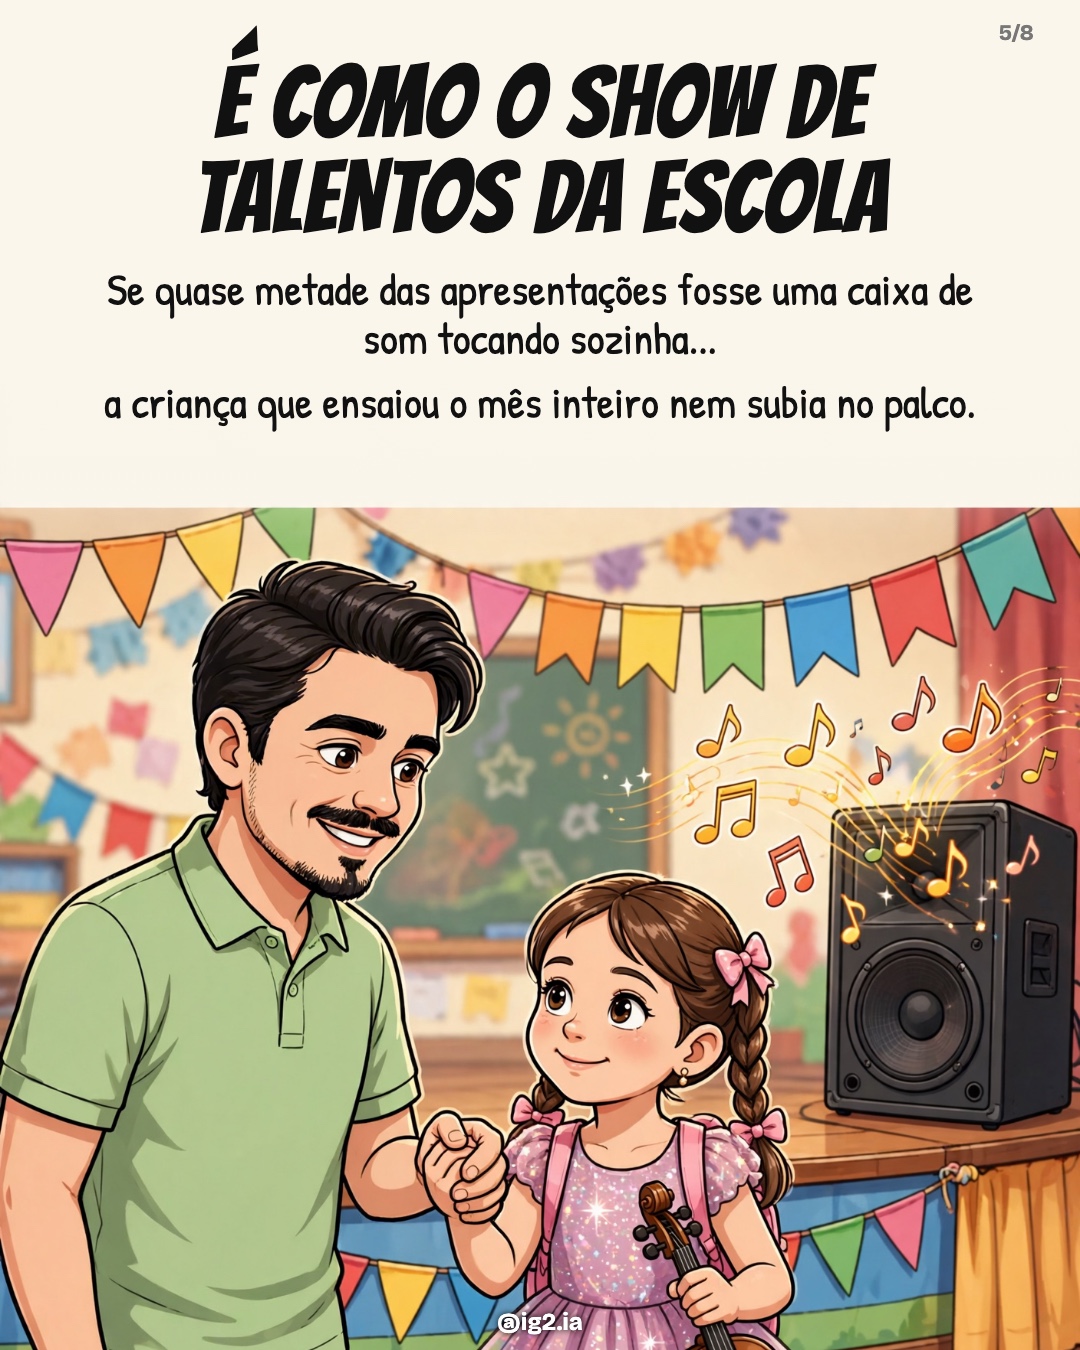 5/8
É COMO O SHOW DE
TALENTOS DA ESCOLA
Se quase metade das apresentações fosse uma caixa de
som tocando sozinha...
a criança que ensaiou o mês inteiro nem subia no palco.
@ig2.ia